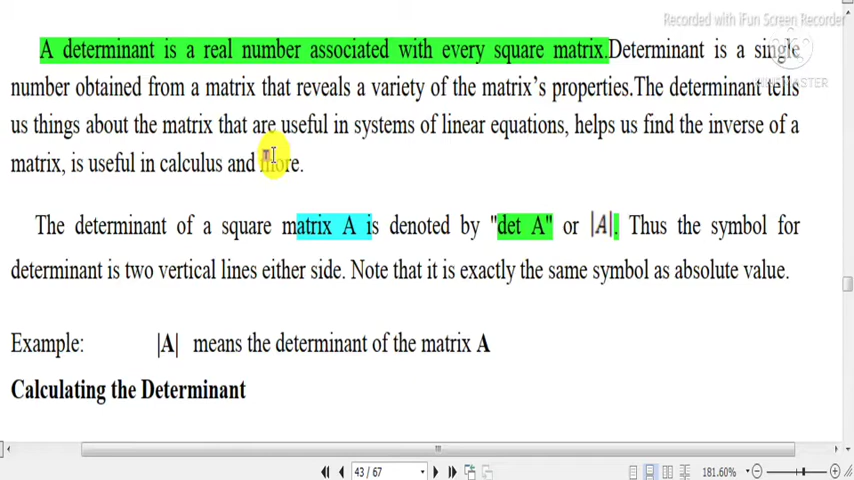 Recorded with iFun Screen Recorder
A determinant is a real number associated with every square matrix.Determinant is a single
number obtained from a matrix that reveals a variety of the matrix's properties.The determinant tells
us things about the matrix that are useful in systems of linear equations, helps us find the inverse of a
matrix, is useful in calculus and more.
The determinant of a square matrix A is denoted by "det A" or |A|. Thus the symbol for
determinant is two vertical lines either side. Note that it is exactly the same symbol as absolute value.
Example: |A| means the determinant of the matrix A
Calculating the Determinant
43 / 67
181.60%